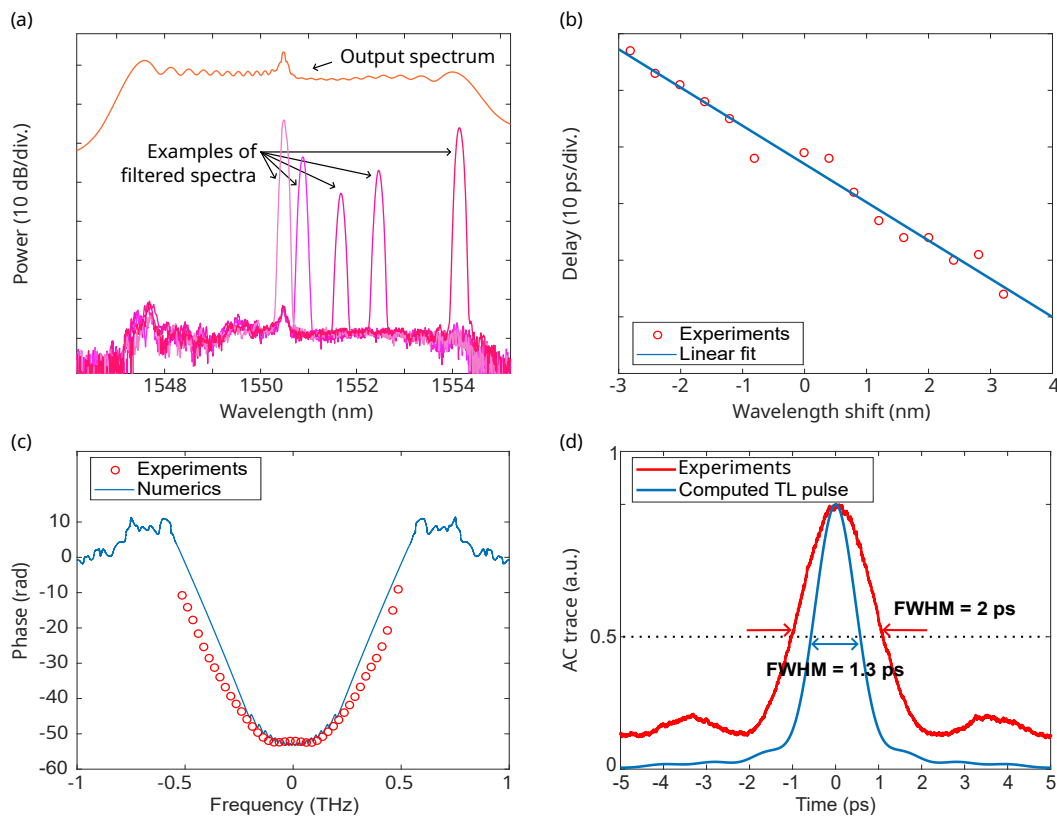 (a)
Output spectrum
Examples of
filtered spectra
Power (10 dB/div.)
1548
1550
1552
1554
Wavelength (nm)
(b)
Delay (10 ps/div.)
Experiments
Linear fit
-3
-2
-1
0
1
2
3
4
Wavelength shift (nm)
(c)
Experiments
Numerics
Phase (rad)
10
0
-10
-20
-30
-40
-50
-60
-1
-0.5
0
0.5
1
Frequency (THz)
(d)
Experiments
Computed TL pulse
AC trace (a.u.)
1
0.5
0
FWHM = 2 ps
FWHM = 1.3 ps
-5
-4
-3
-2
-1
0
1
2
3
4
5
Time (ps)